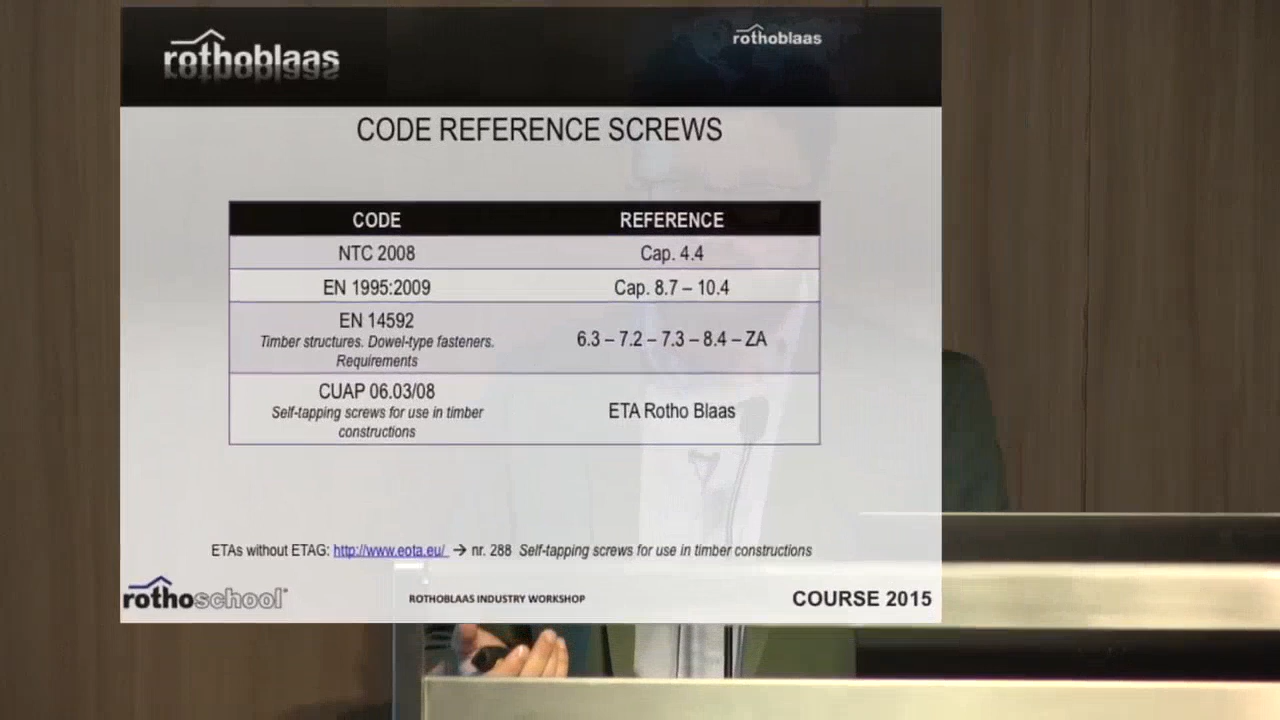 rothoblaas
rothoblaas
CODE REFERENCE SCREWS
CODE REFERENCE
NTC 2008 Cap. 4.4
EN 1995:2009 Cap. 8.7 – 10.4
EN 14592
Timber structures. Dowel-type fasteners.
Requirements
6.3 – 7.2 – 7.3 – 8.4 – ZA
CUAP 06.03/08
Self-tapping screws for use in timber
constructions
ETA Rotho Blaas
ETAs without ETAG: http://www.eota.eu/ → nr. 288 Self-tapping screws for use in timber constructions
rothoschool®
ROTHOBLAAS INDUSTRY WORKSHOP
COURSE 2015